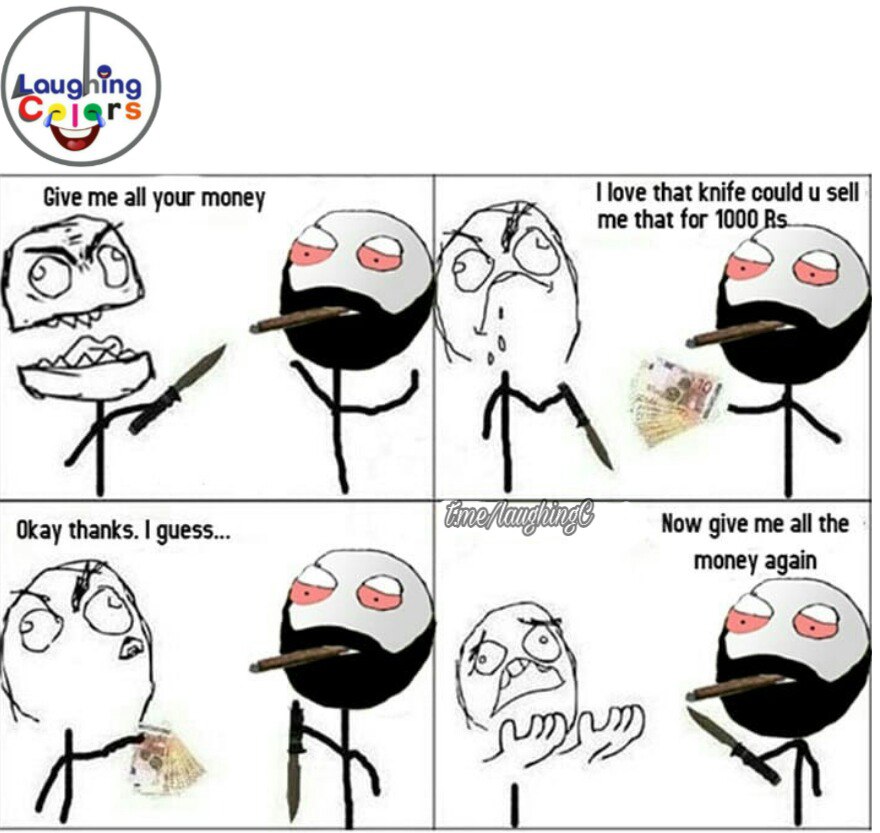 Laughing
Colors
Give me all your money
I love that knife could u sell
me that for 1000 Rs
10
Okay thanks. I guess...
t.me/laughingC
Now give me all the
money again